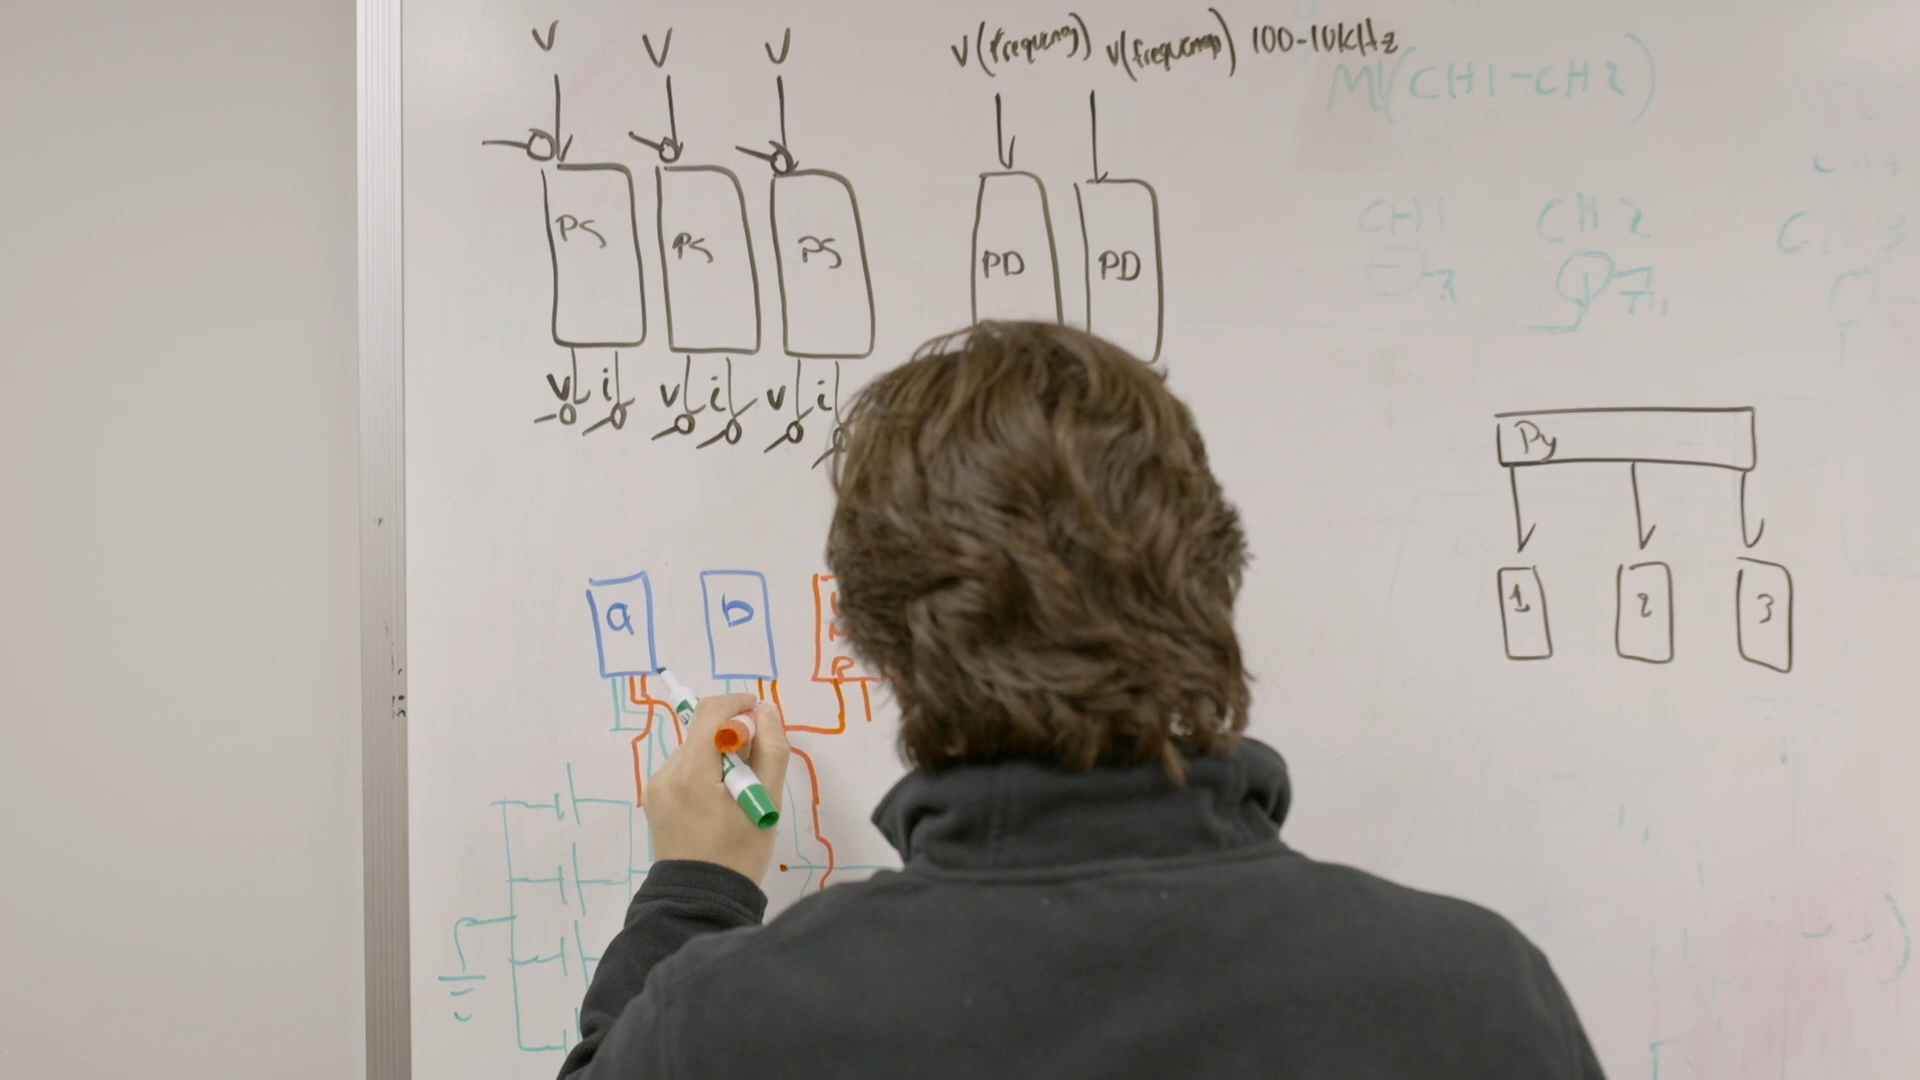 V V V V(frequency) V(frequency) 100-10kHz
M(CH1-CH2)
PS PS PS PD PD
CH1 CH2
V i V i V i
Py
a b
1 2 3